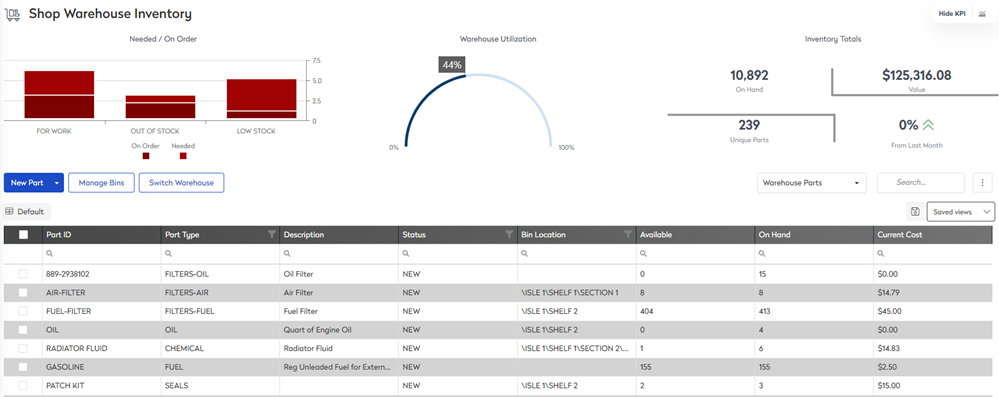 Shop Warehouse Inventory
Hide KPI
Needed / On Order
7.5
5.0
2.5
0
FOR WORK OUT OF STOCK LOW STOCK
On Order Needed
Warehouse Utilization
44%
0% 100%
Inventory Totals
10,892
On Hand
$125,316.08
Value
239
Unique Parts
0%
From Last Month
New Part Manage Bins Switch Warehouse Warehouse Parts Search...
Default Saved views
Part ID Part Type Description Status Bin Location Available On Hand Current Cost
889-2938102 FILTERS-OIL Oil Filter NEW 0 15 $0.00
AIR-FILTER FILTERS-AIR Air Filter NEW \ISLE 1\SHELF 1\SECTION 1 8 8 $14.79
FUEL-FILTER FILTERS-FUEL Fuel Filter NEW \ISLE 1\SHELF 2 404 413 $45.00
OIL OIL Quart of Engine Oil NEW \ISLE 1\SHELF 2 0 4 $0.00
RADIATOR FLUID CHEMICAL Radiator Fluid NEW \ISLE 1\SHELF 1\SECTION 2\... 1 6 $14.83
GASOLINE FUEL Reg Unleaded Fuel for Extern... NEW 155 155 $2.50
PATCH KIT SEALS NEW \ISLE 1\SHELF 2 2 3 $15.00